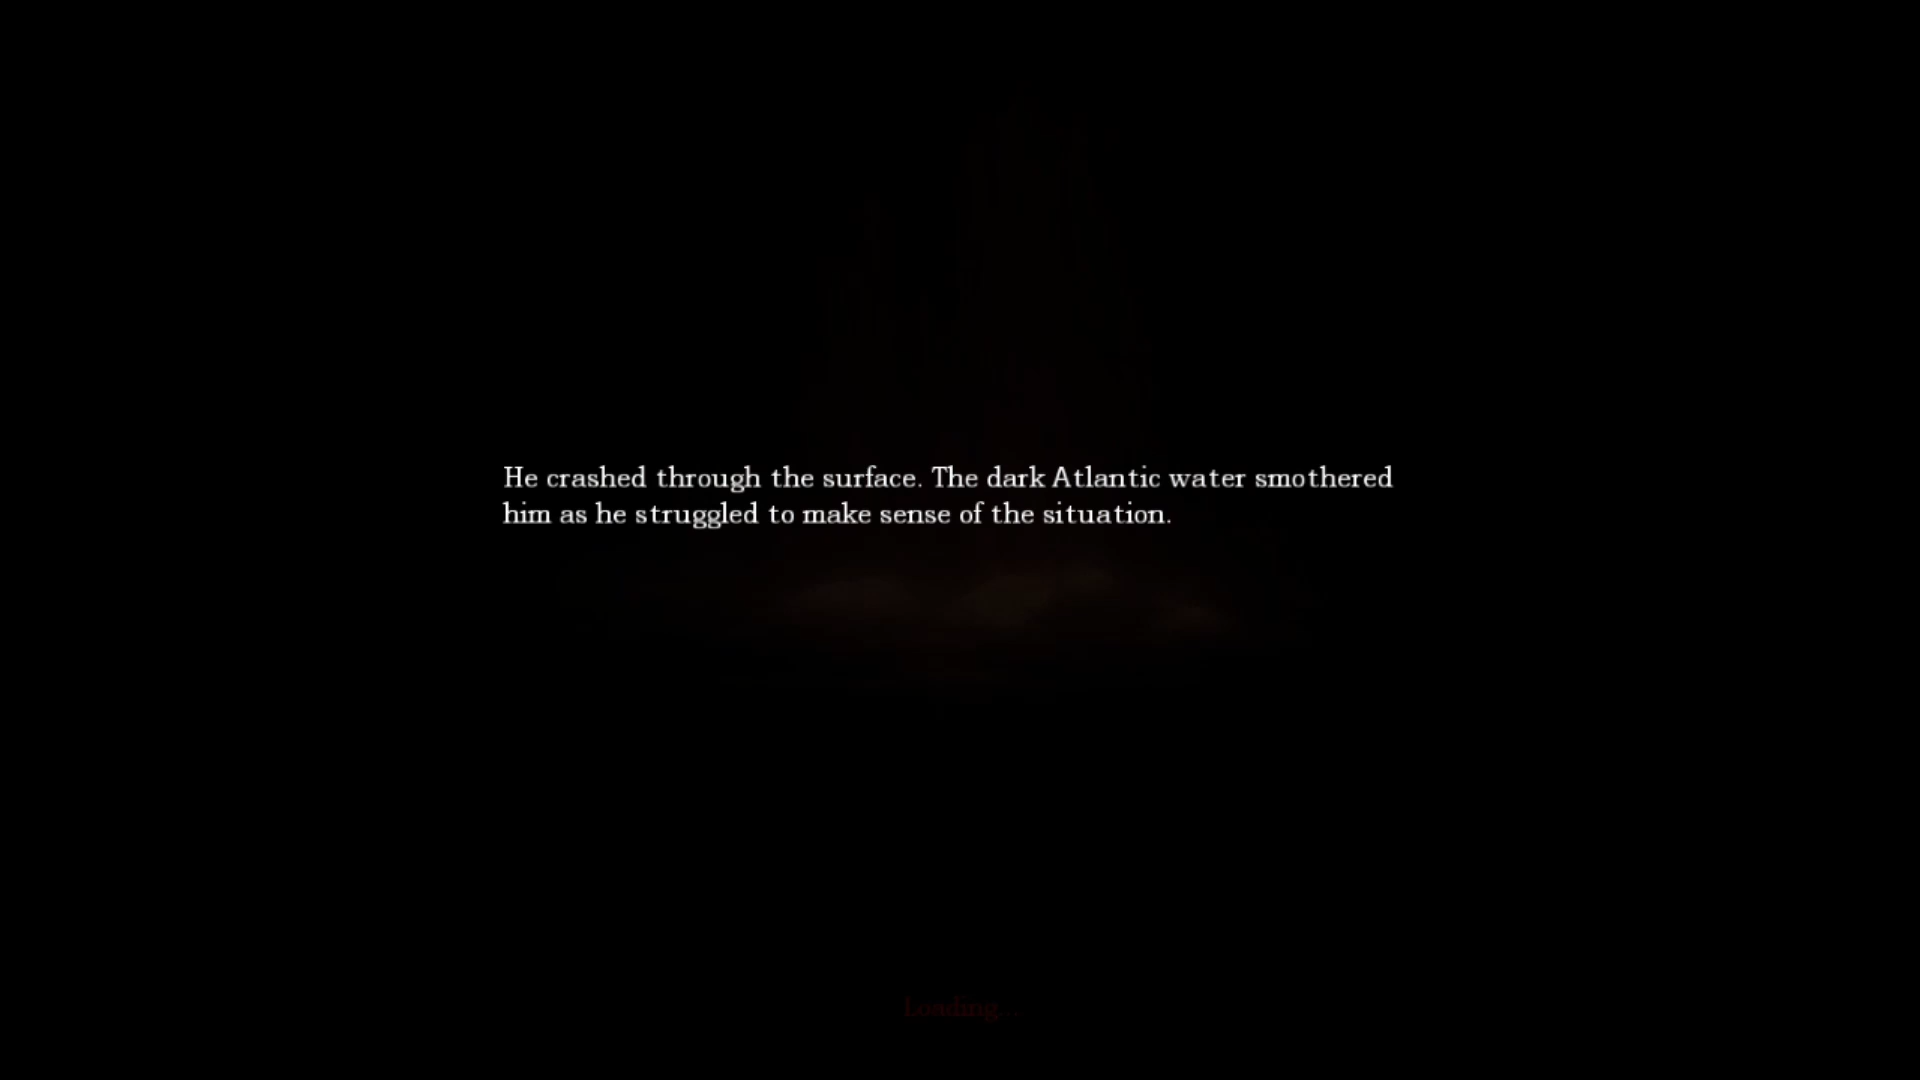 He crashed through the surface. The dark Atlantic water smothered
him as he struggled to make sense of the situation.
Loading...